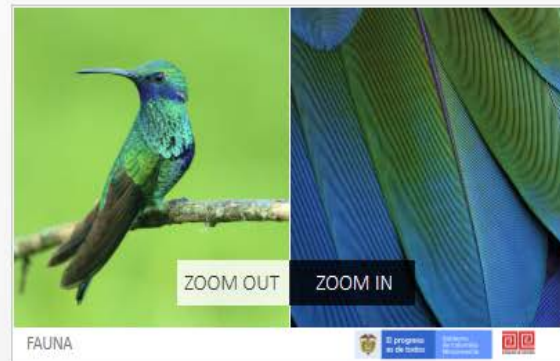 ZOOM OUT
ZOOM IN
FAUNA
El progreso
es de todos